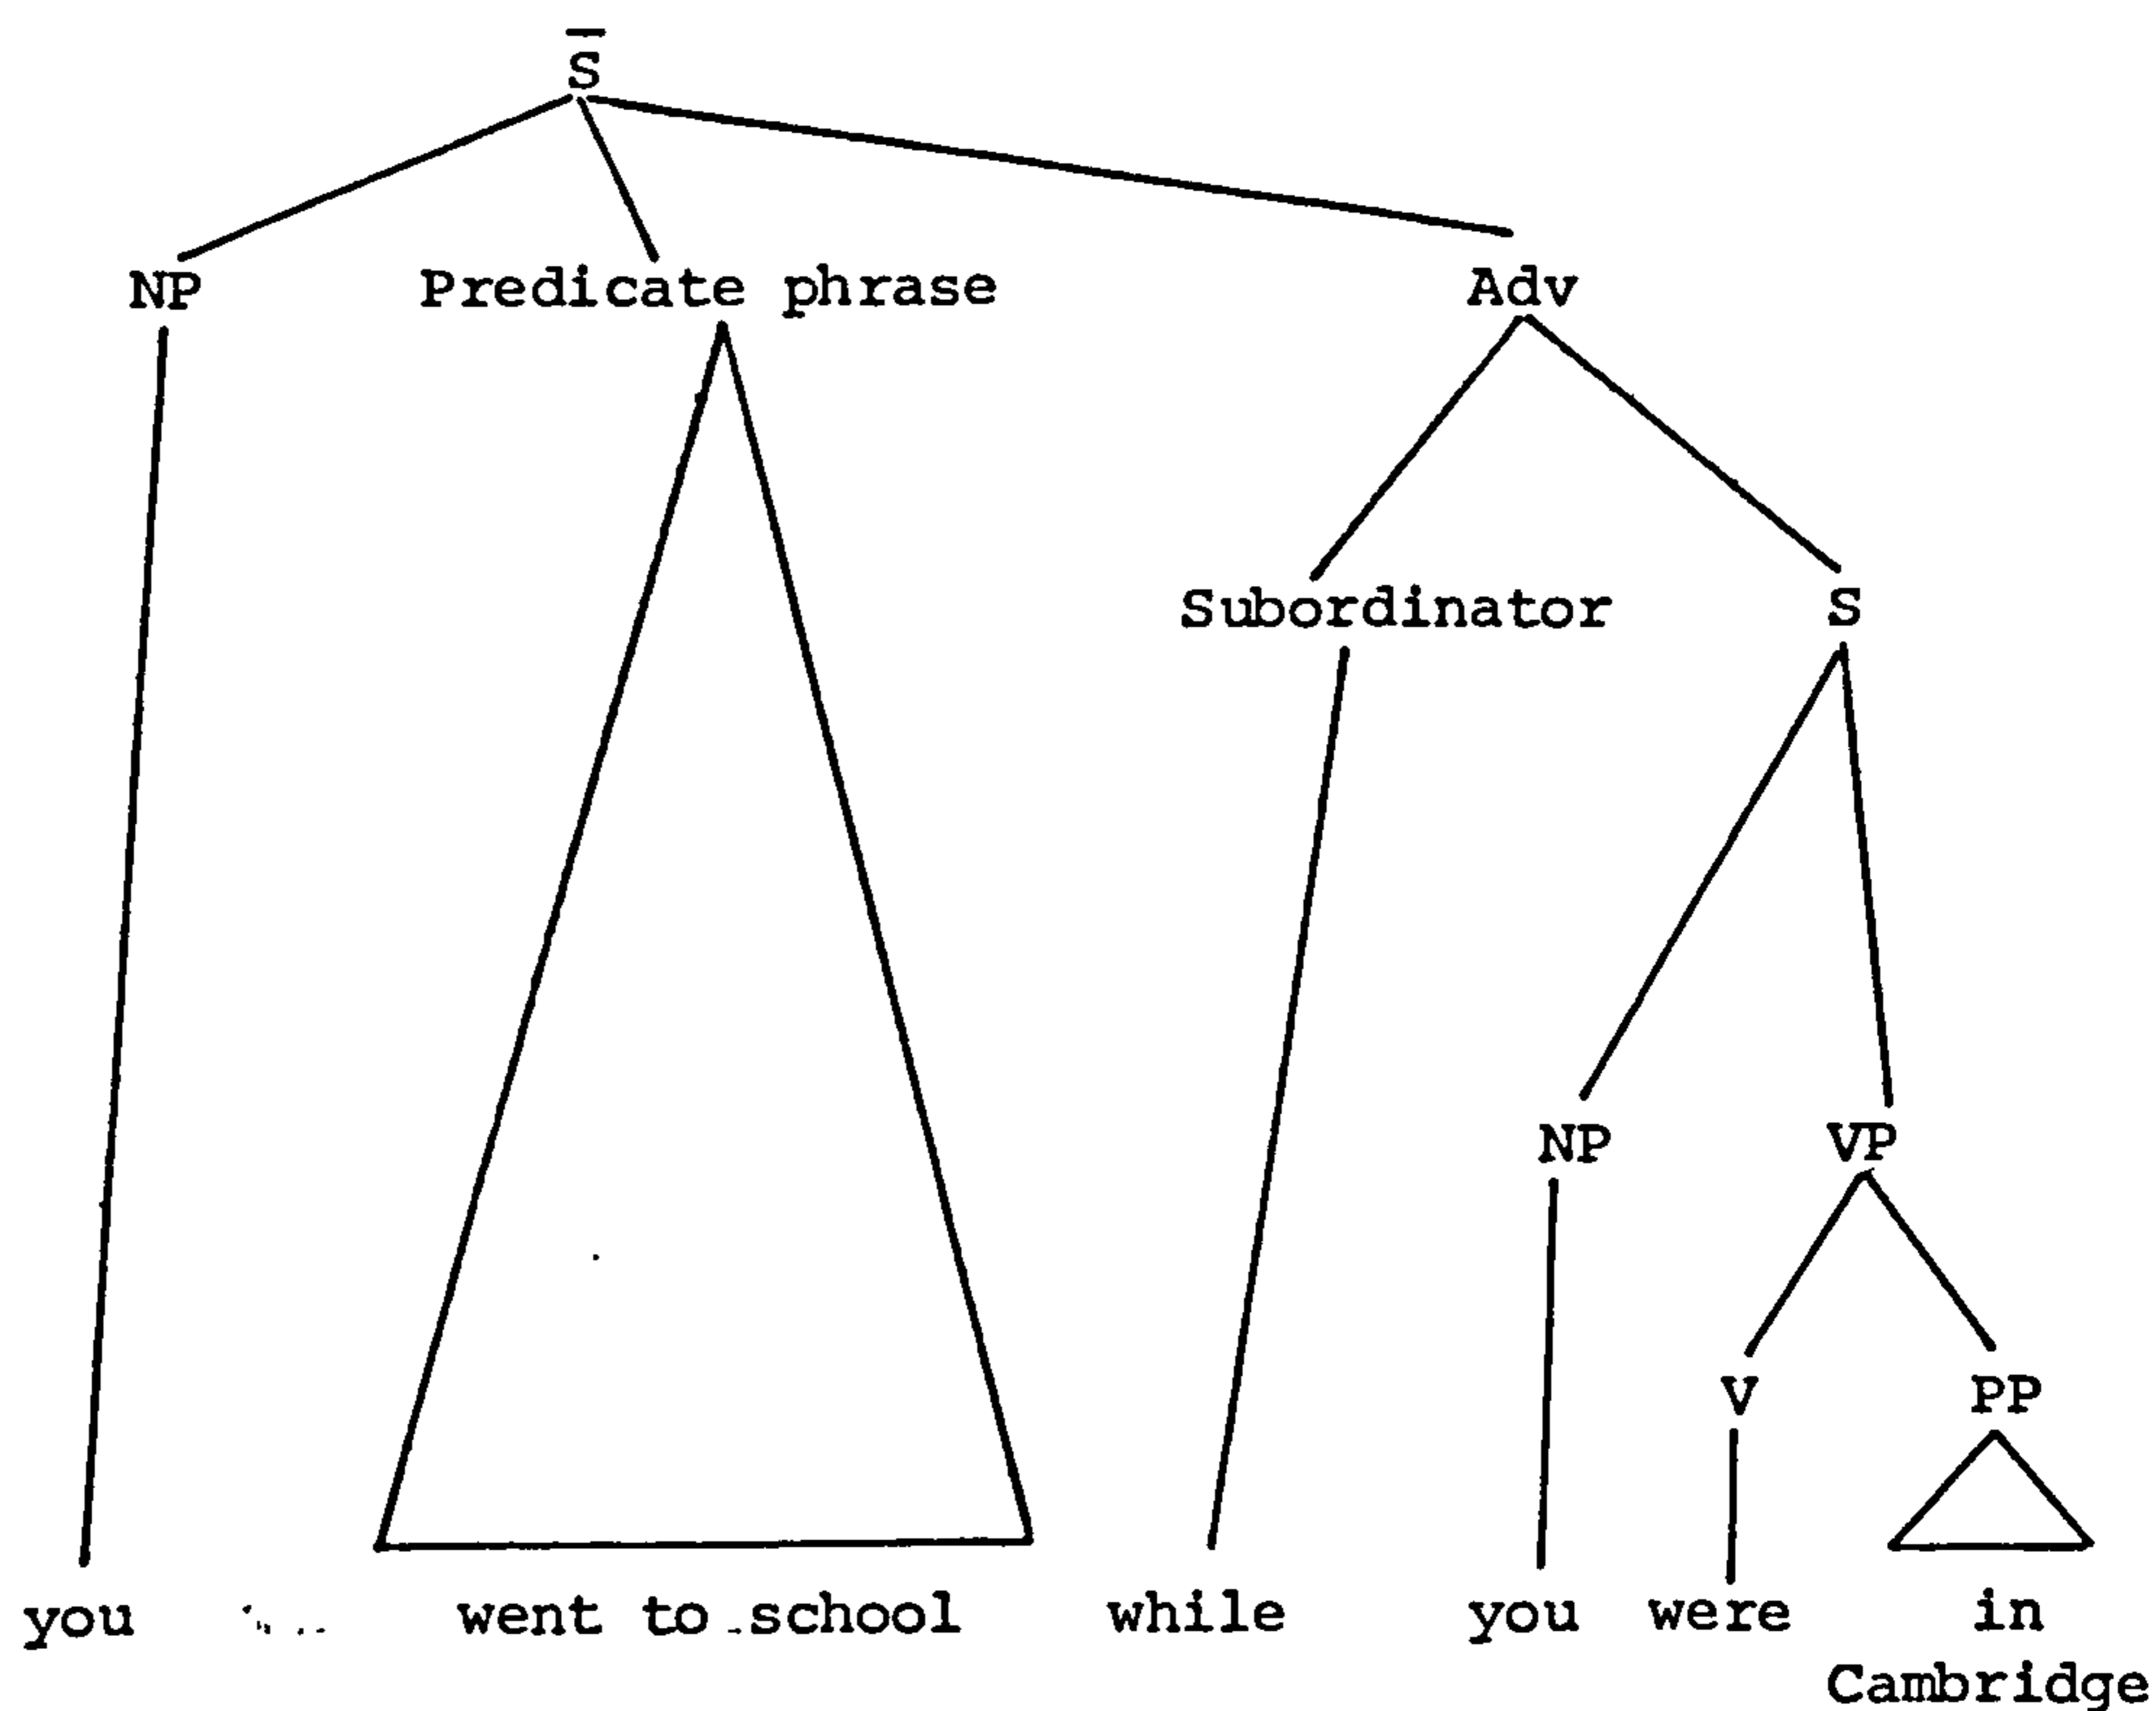 S̄
NP Predicate phrase Adv
Subordinator S
NP VP
V PP
you went to school while you were in
Cambridge